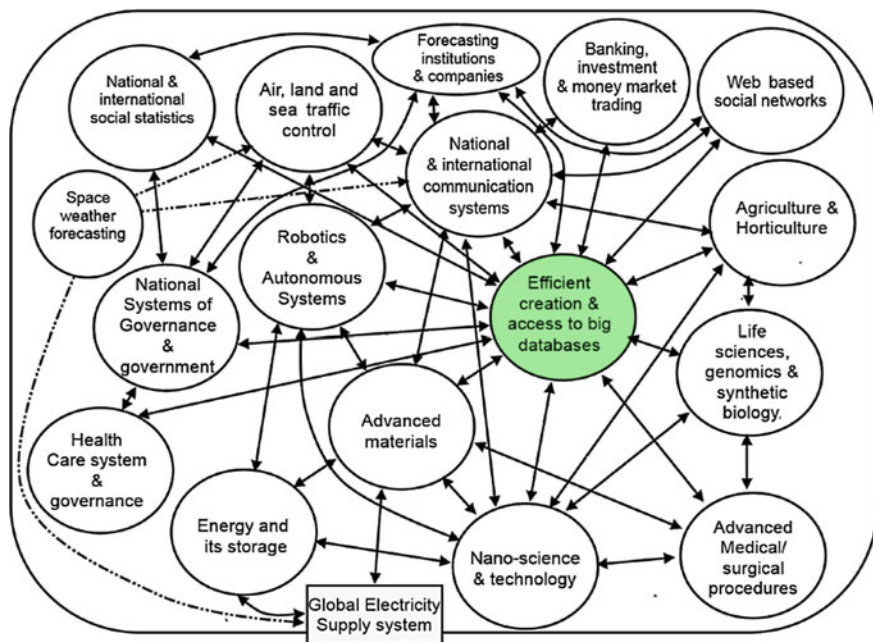 Forecasting
institutions
& companies
Banking,
investment
& money market
trading
National &
international
social statistics
Air, land and
sea traffic
control
Web based
social networks
National
& international
communication
systems
Space
weather
forecasting
Agriculture &
Horticulture
Robotics
&
Autonomous
Systems
National
Systems of
Governance
&
government
Efficient
creation &
access to big
databases
Life
sciences,
genomics &
synthetic
biology.
Advanced
materials
Health
Care system
&
governance
Energy and
its storage
Nano-science
& technology
Advanced
Medical/
surgical
procedures
Global Electricity
Supply system